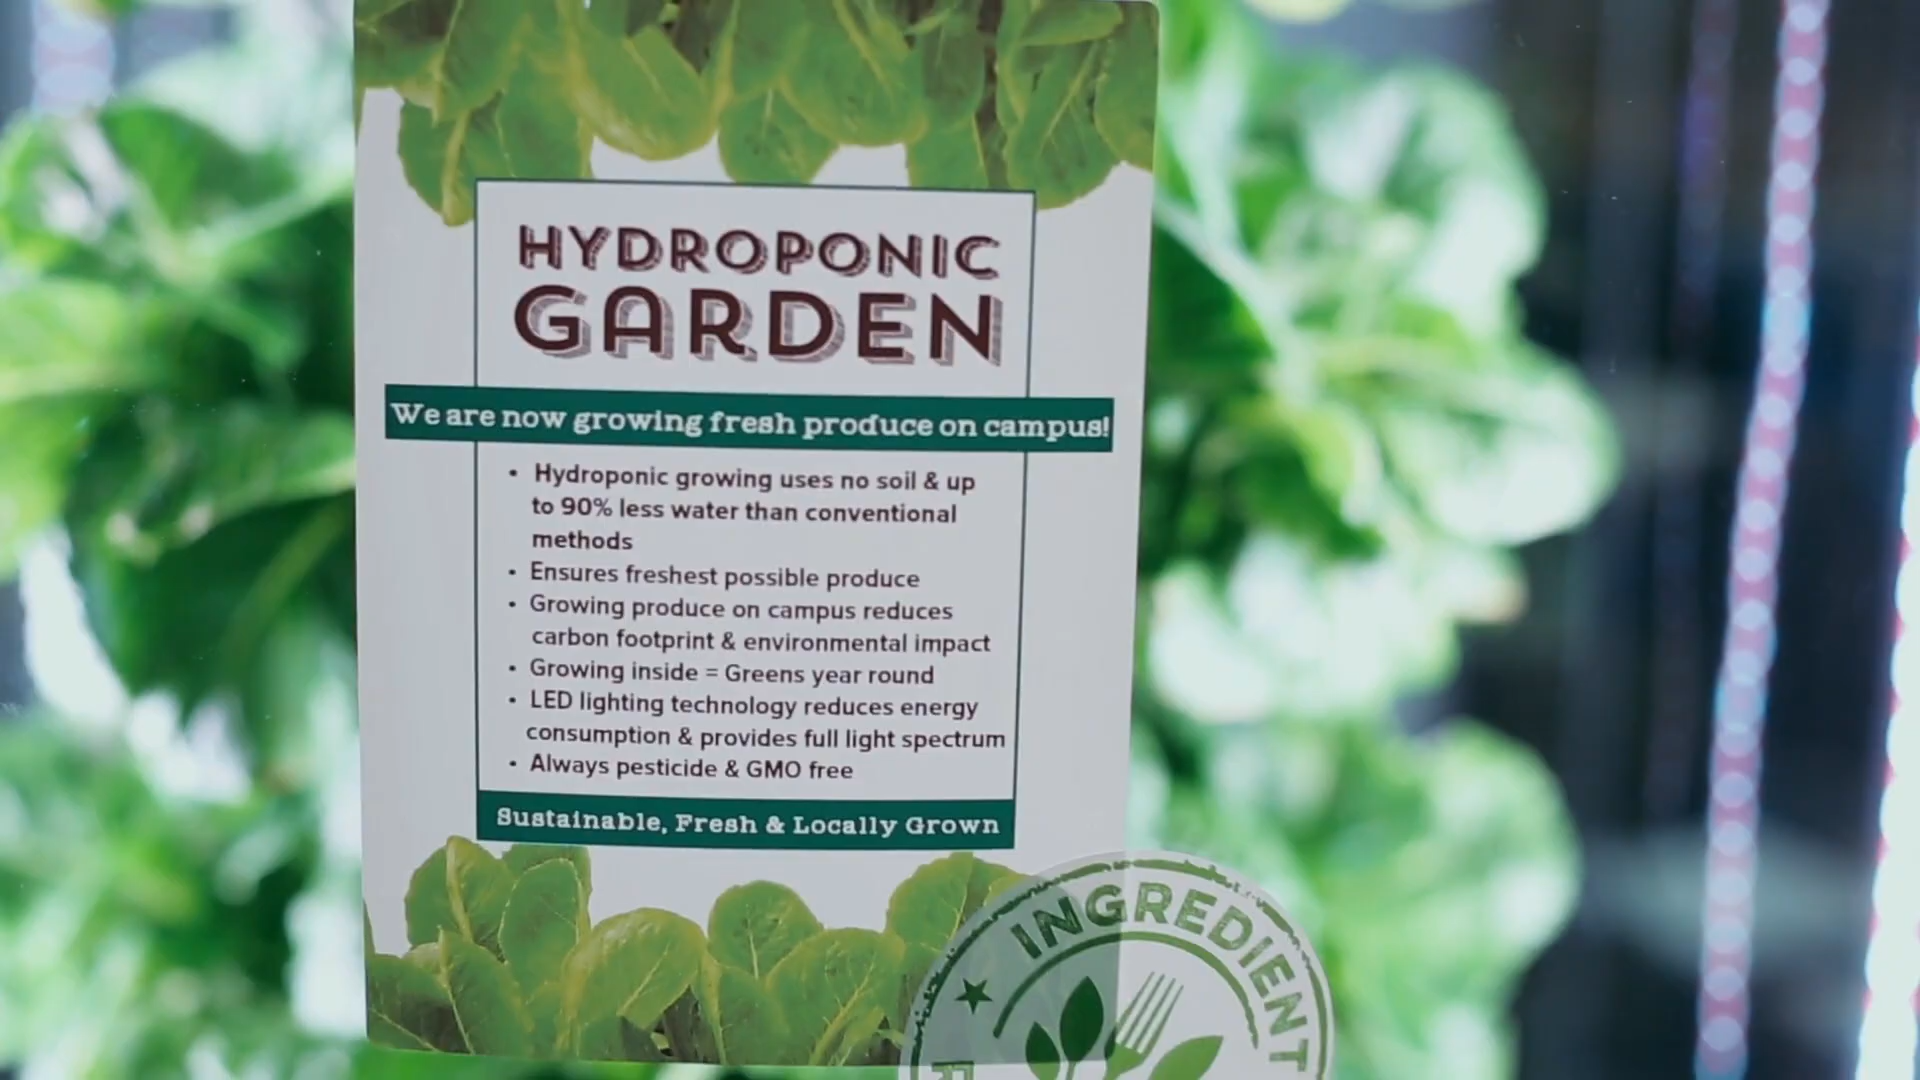 HYDROPONIC
GARDEN
We are now growing fresh produce on campus!
• Hydroponic growing uses no soil & up
to 90% less water than conventional
methods
• Ensures freshest possible produce
• Growing produce on campus reduces
carbon footprint & environmental impact
• Growing inside = Greens year round
• LED lighting technology reduces energy
consumption & provides full light spectrum
• Always pesticide & GMO free
Sustainable, Fresh & Locally Grown
INGREDIENT